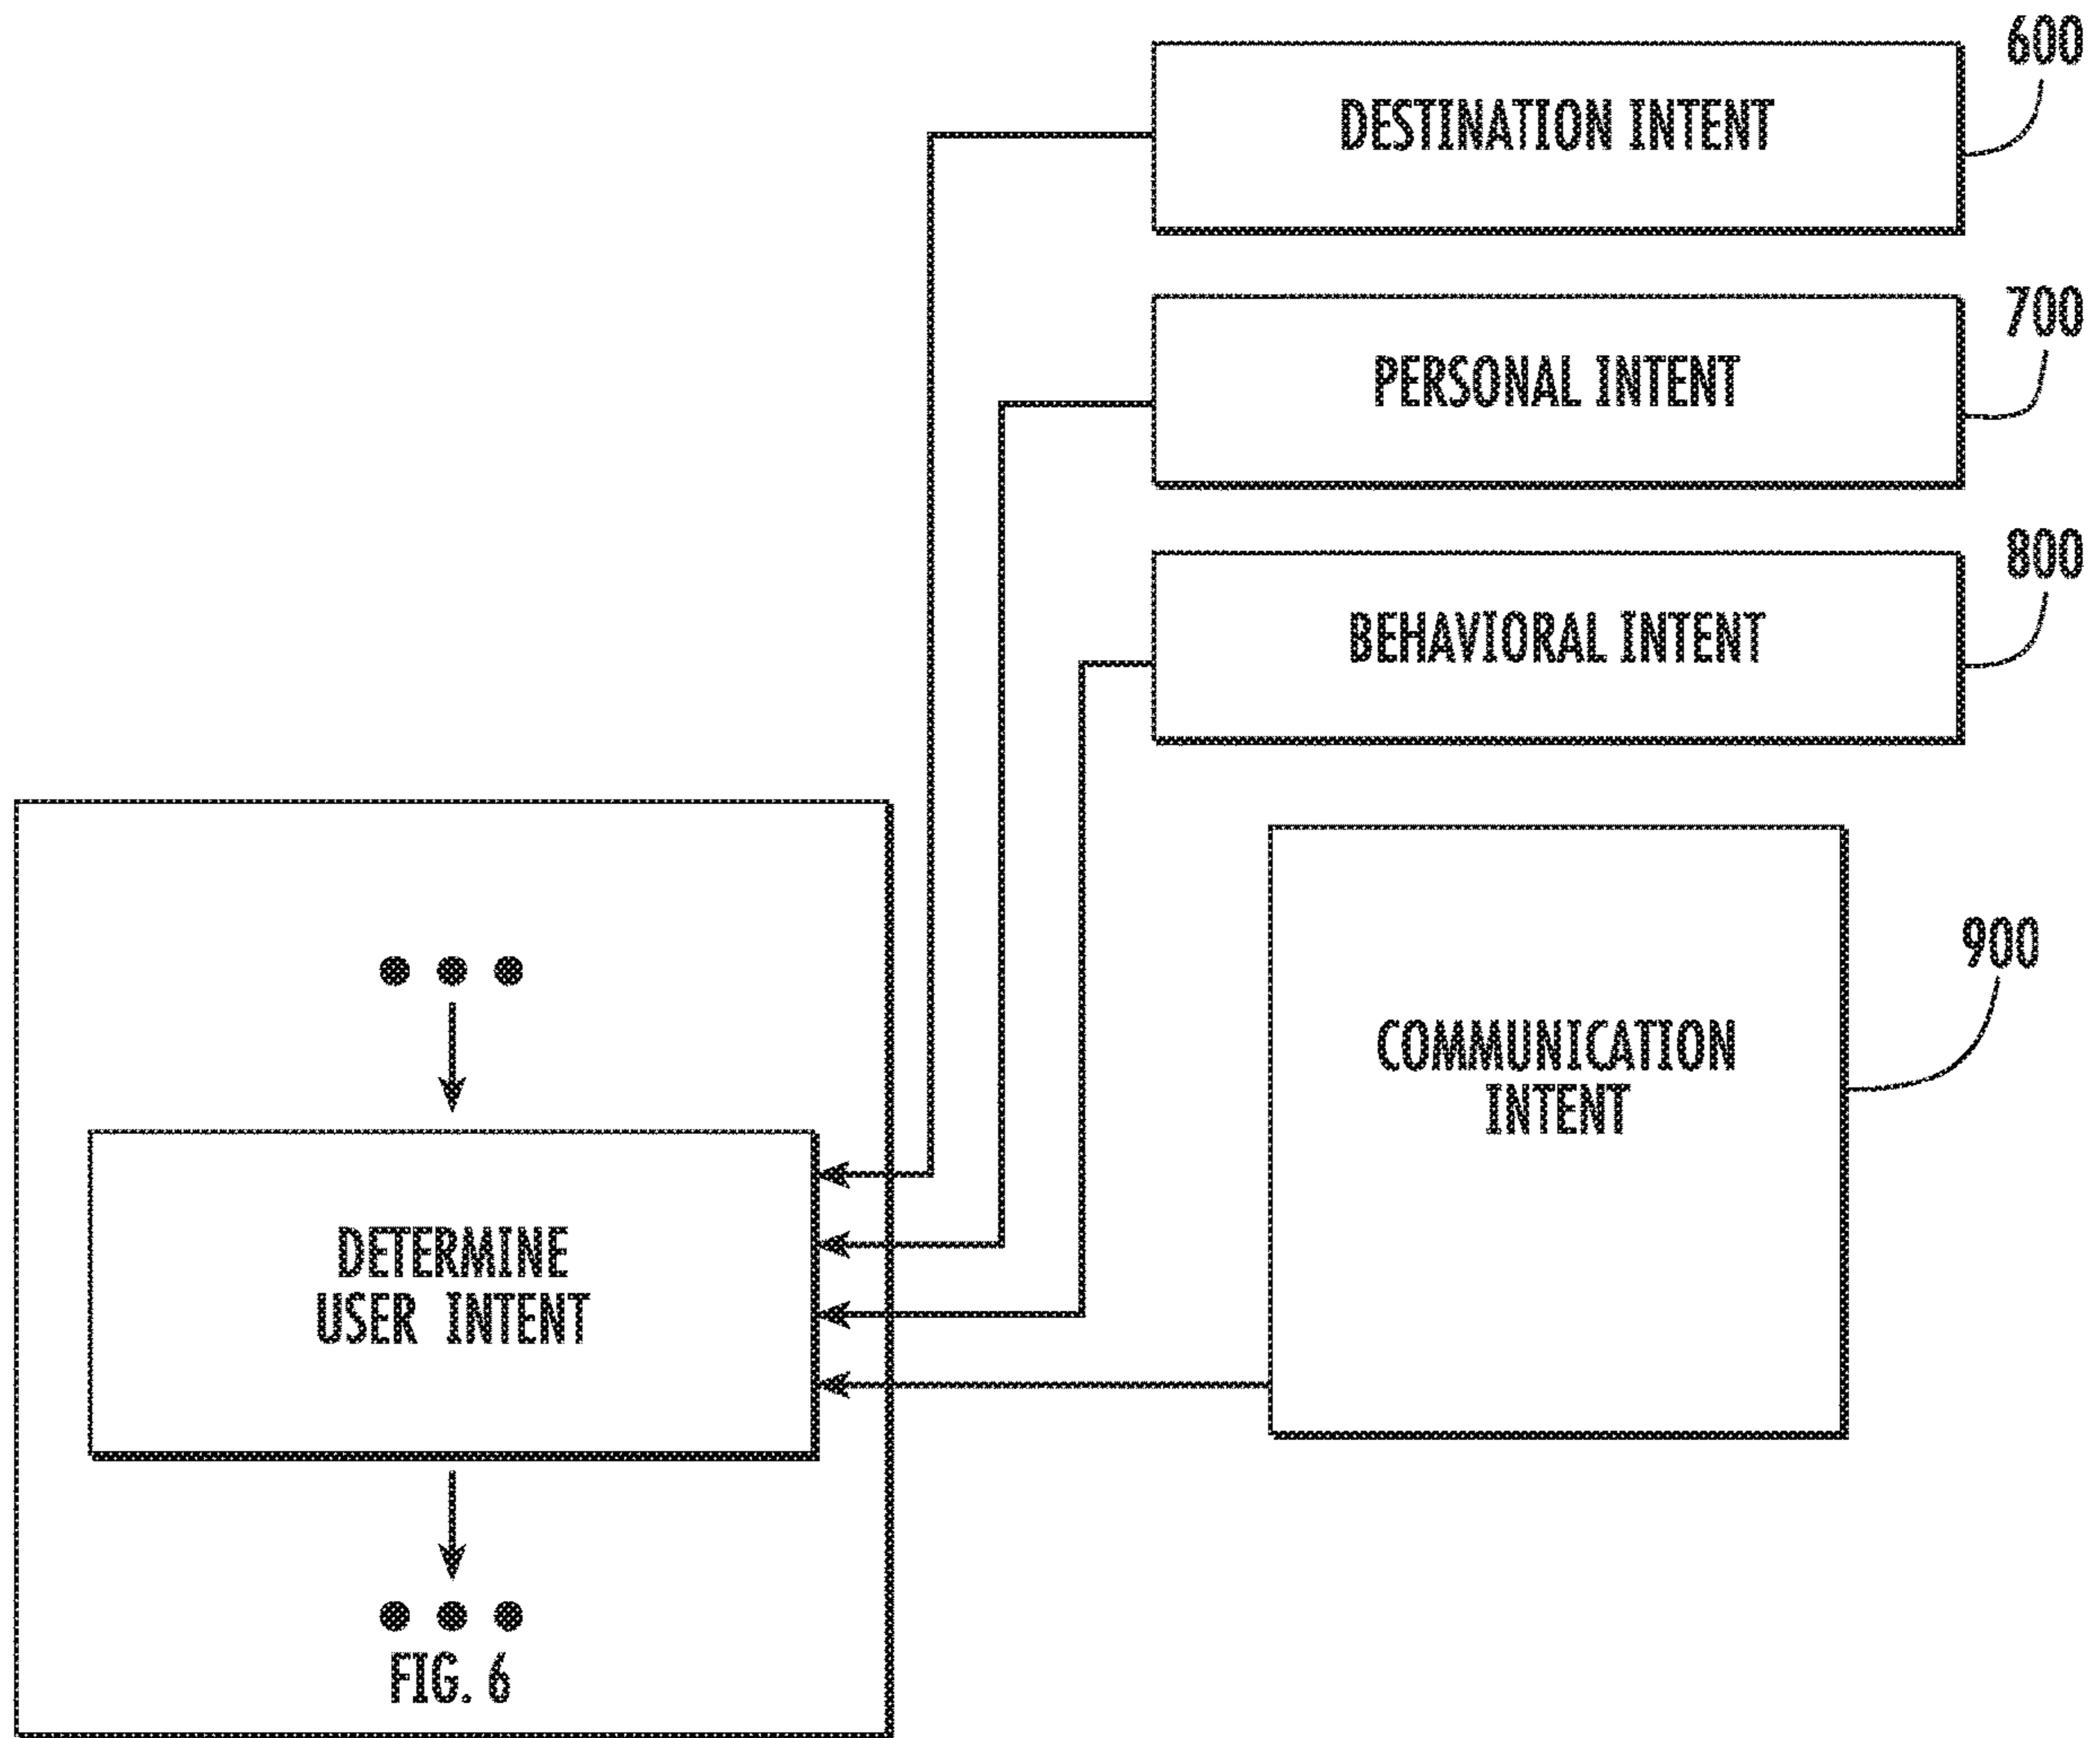 600
DESTINATION INTENT
700
PERSONAL INTENT
800
BEHAVIORAL INTENT
900
COMMUNICATION
INTENT
DETERMINE
USER INTENT
FIG. 6